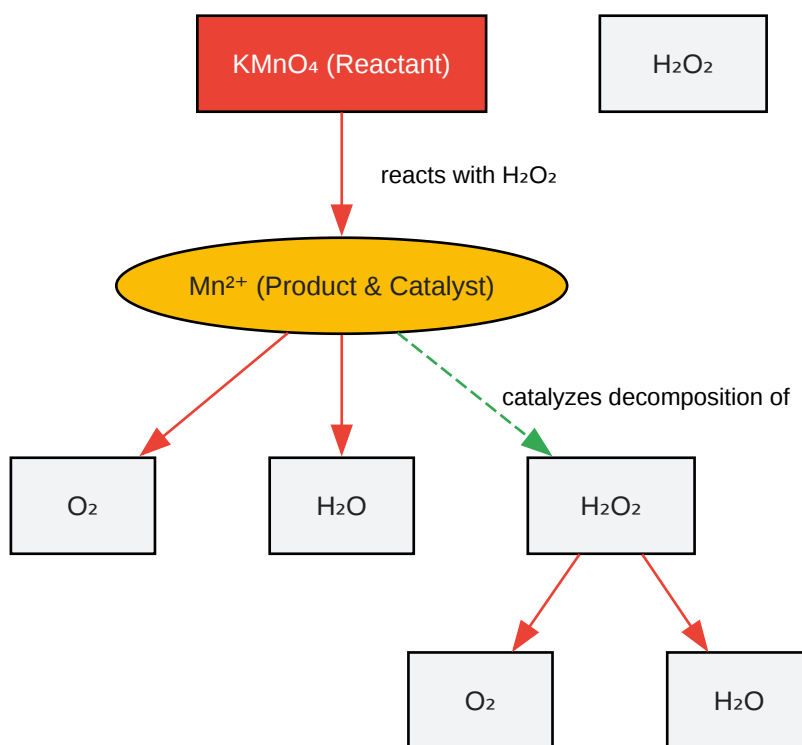 KMnO₄ (Reactant)
H₂O₂
reacts with H₂O₂
Mn²⁺ (Product & Catalyst)
catalyzes decomposition of
O₂
H₂O
H₂O₂
O₂
H₂O